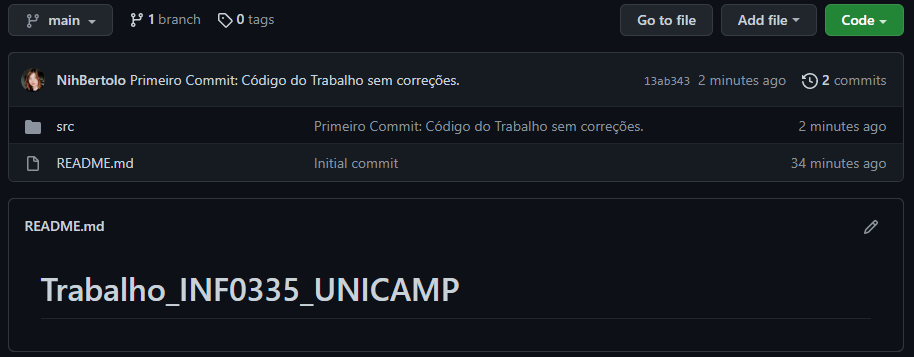 main 1 branch 0 tags Go to file Add file Code
NihBertolo Primeiro Commit: Código do Trabalho sem correções. 13ab343 2 minutes ago 2 commits
src Primeiro Commit: Código do Trabalho sem correções. 2 minutes ago
README.md Initial commit 34 minutes ago
README.md
Trabalho_INF0335_UNICAMP